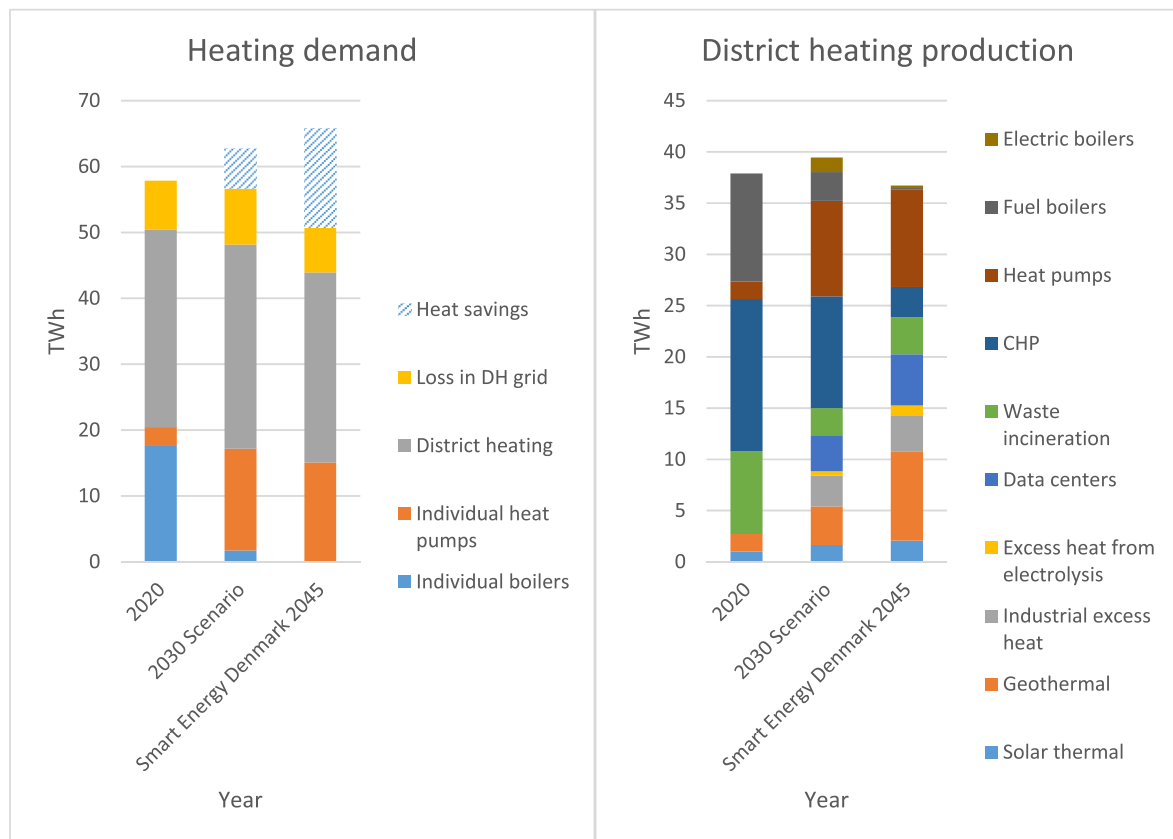 Heating demand
70
60
50
40
30
20
10
0
TWh
2020
2030 Scenario
Smart Energy Denmark 2045
Year
Heat savings
Loss in DH grid
District heating
Individual heat
pumps
Individual boilers
District heating production
45
40
35
30
25
20
15
10
5
0
TWh
2020
2030 Scenario
Smart Energy Denmark 2045
Year
Electric boilers
Fuel boilers
Heat pumps
CHP
Waste
incineration
Data centers
Excess heat from
electrolysis
Industrial excess
heat
Geothermal
Solar thermal